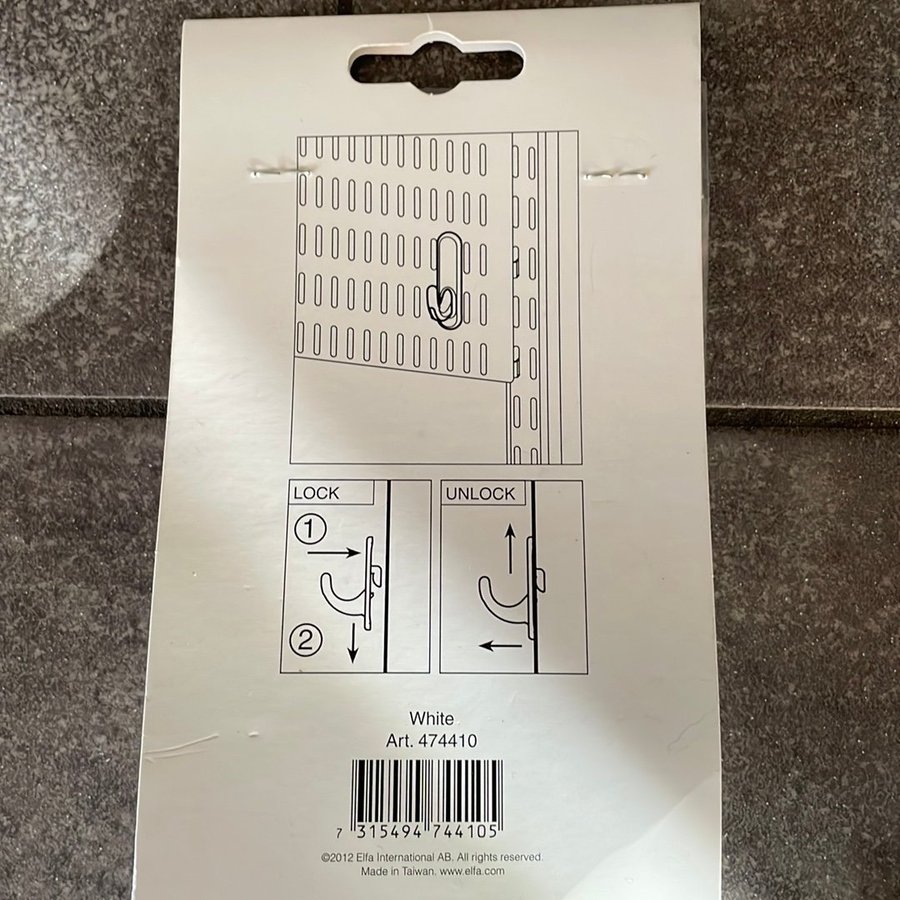 LOCK
1
2
UNLOCK
White
Art. 474410
7 315494 744105
©2012 Elfa International AB. All rights reserved.
Made in Taiwan. www.elfa.com